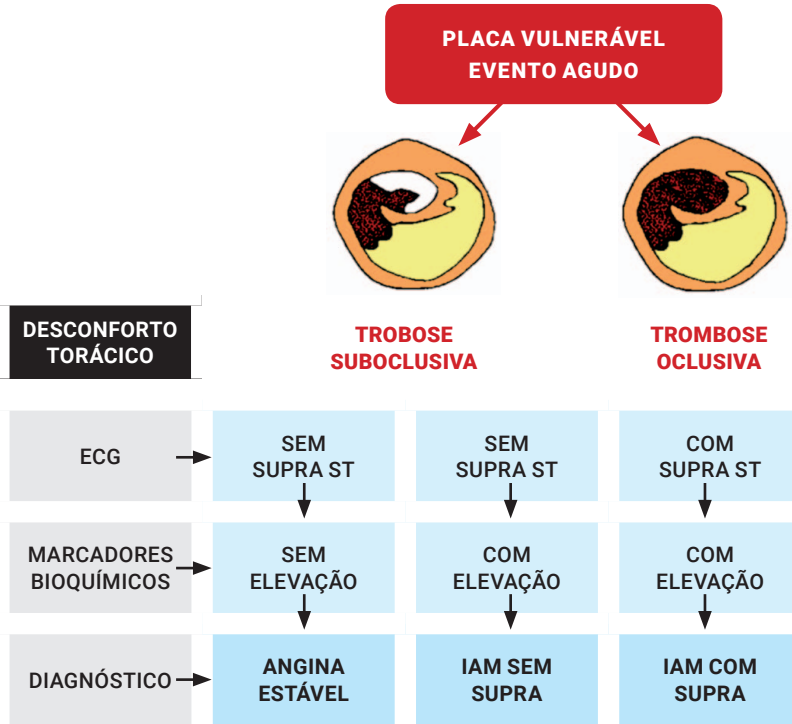 PLACA VULNERÁVEL
EVENTO AGUDO
DESCONFORTO
TORÁCICO
TROBOSE
SUBOCLUSIVA
TROMBOSE
OCLUSIVA
ECG
SEM
SUPRA ST
SEM
SUPRA ST
COM
SUPRA ST
MARCADORES
BIOQUÍMICOS
SEM
ELEVAÇÃO
COM
ELEVAÇÃO
COM
ELEVAÇÃO
DIAGNÓSTICO
ANGINA
ESTÁVEL
IAM SEM
SUPRA
IAM COM
SUPRA